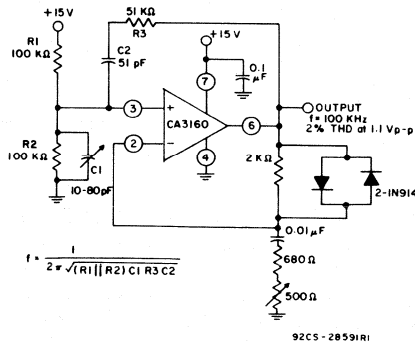 +15V
R1
100 KΩ
51 KΩ
R3
C2
51 pF
+15V
7
0.1
μF
3
+
CA3160
6
2
−
4
OUTPUT
f = 100 KHz
2% THD at 1.1 Vp-p
R2
100 KΩ
C1
10-80pF
2 KΩ
2-1N914
0.01 μF
680Ω
500Ω
f = 1
2π √(R1||R2) C1 R3 C2
92CS-28591R1